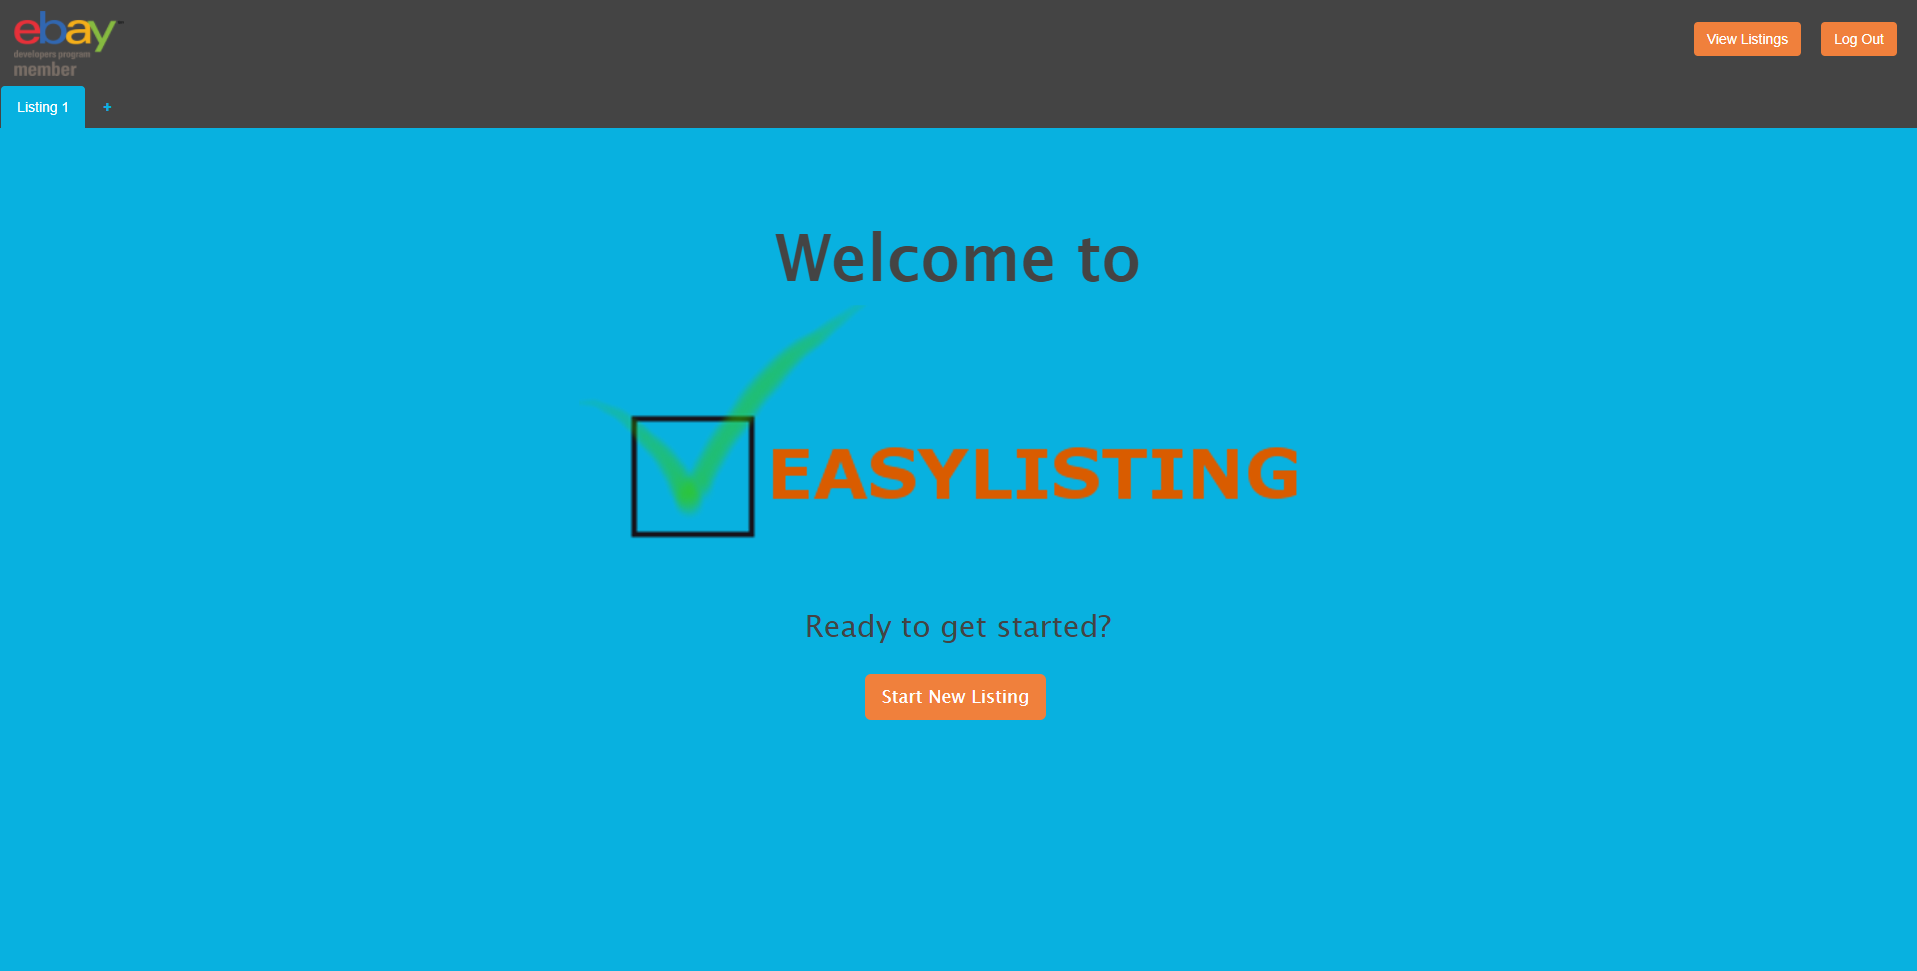 ebay™
developers program
member
View Listings
Log Out
Listing 1
+
Welcome to
EASYLISTING
Ready to get started?
Start New Listing